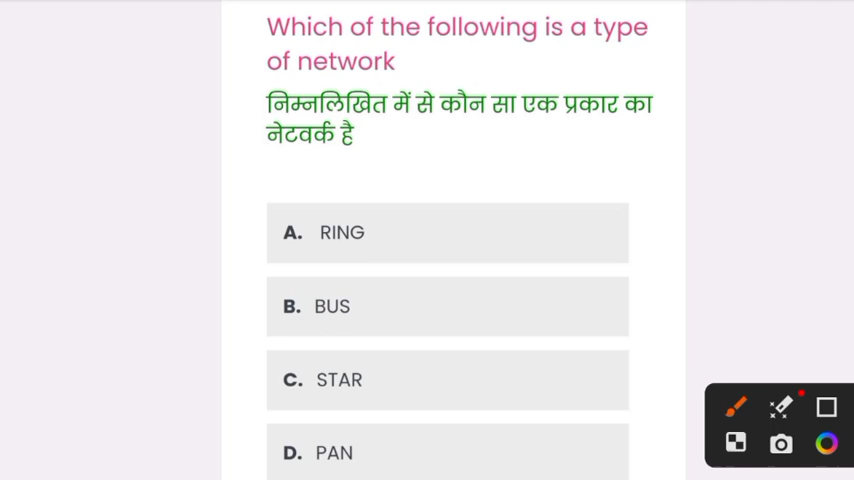 Which of the following is a type
of network
निम्नलिखित में से कौन सा एक प्रकार का
नेटवर्क है
A. RING
B. BUS
C. STAR
D. PAN